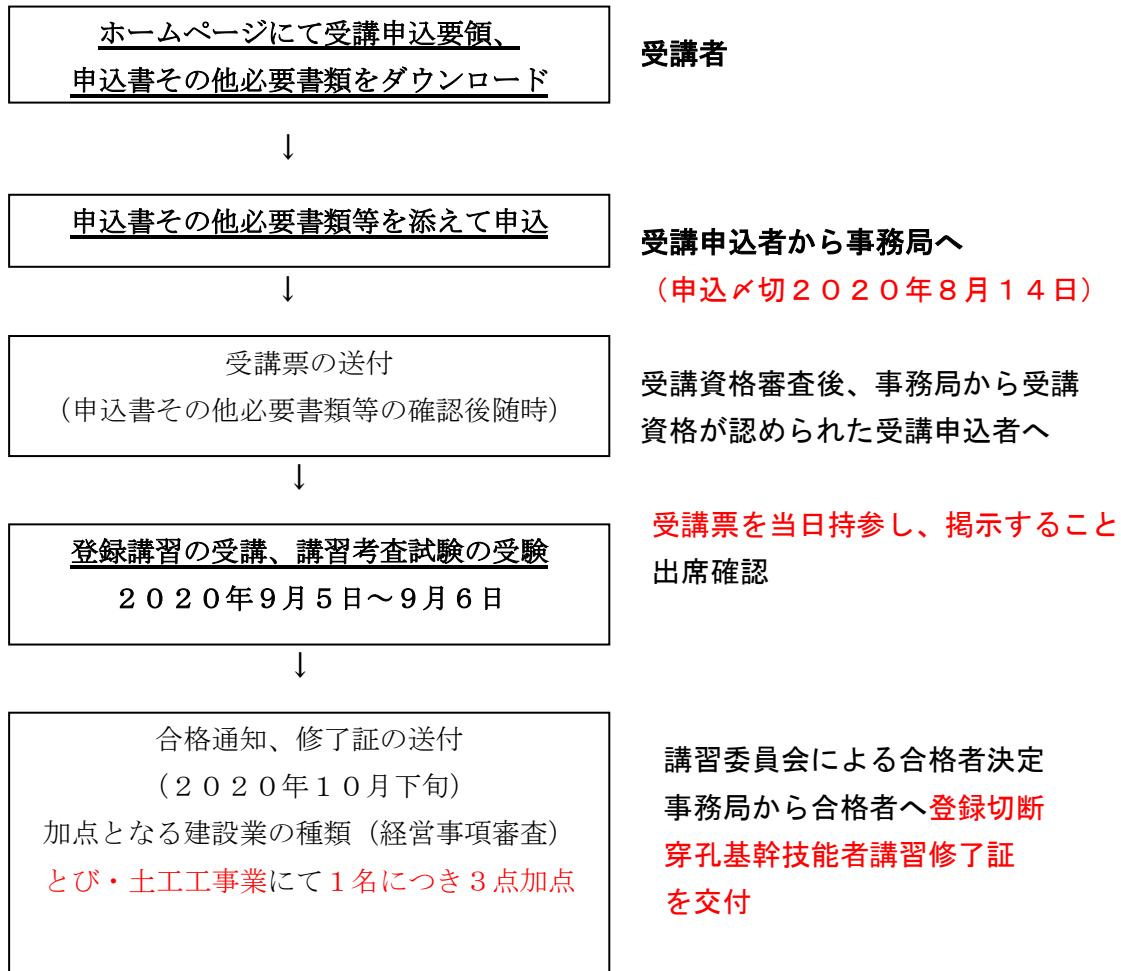 ホームページにて受講申込要領、
申込書その他必要書類をダウンロード
受講者
↓
申込書その他必要書類等を添えて申込
受講申込者から事務局へ
（申込〆切２０２０年８月１４日）
↓
受講票の送付
（申込書その他必要書類等の確認後随時）
受講資格審査後、事務局から受講
資格が認められた受講申込者へ
↓
登録講習の受講、講習考査試験の受験
２０２０年９月５日～９月６日
受講票を当日持参し、掲示すること
出席確認
↓
合格通知、修了証の送付
（２０２０年１０月下旬）
加点となる建設業の種類（経営事項審査）
とび・土工工事業にて１名につき３点加点
講習委員会による合格者決定
事務局から合格者へ登録切断
穿孔基幹技能者講習修了証
を交付